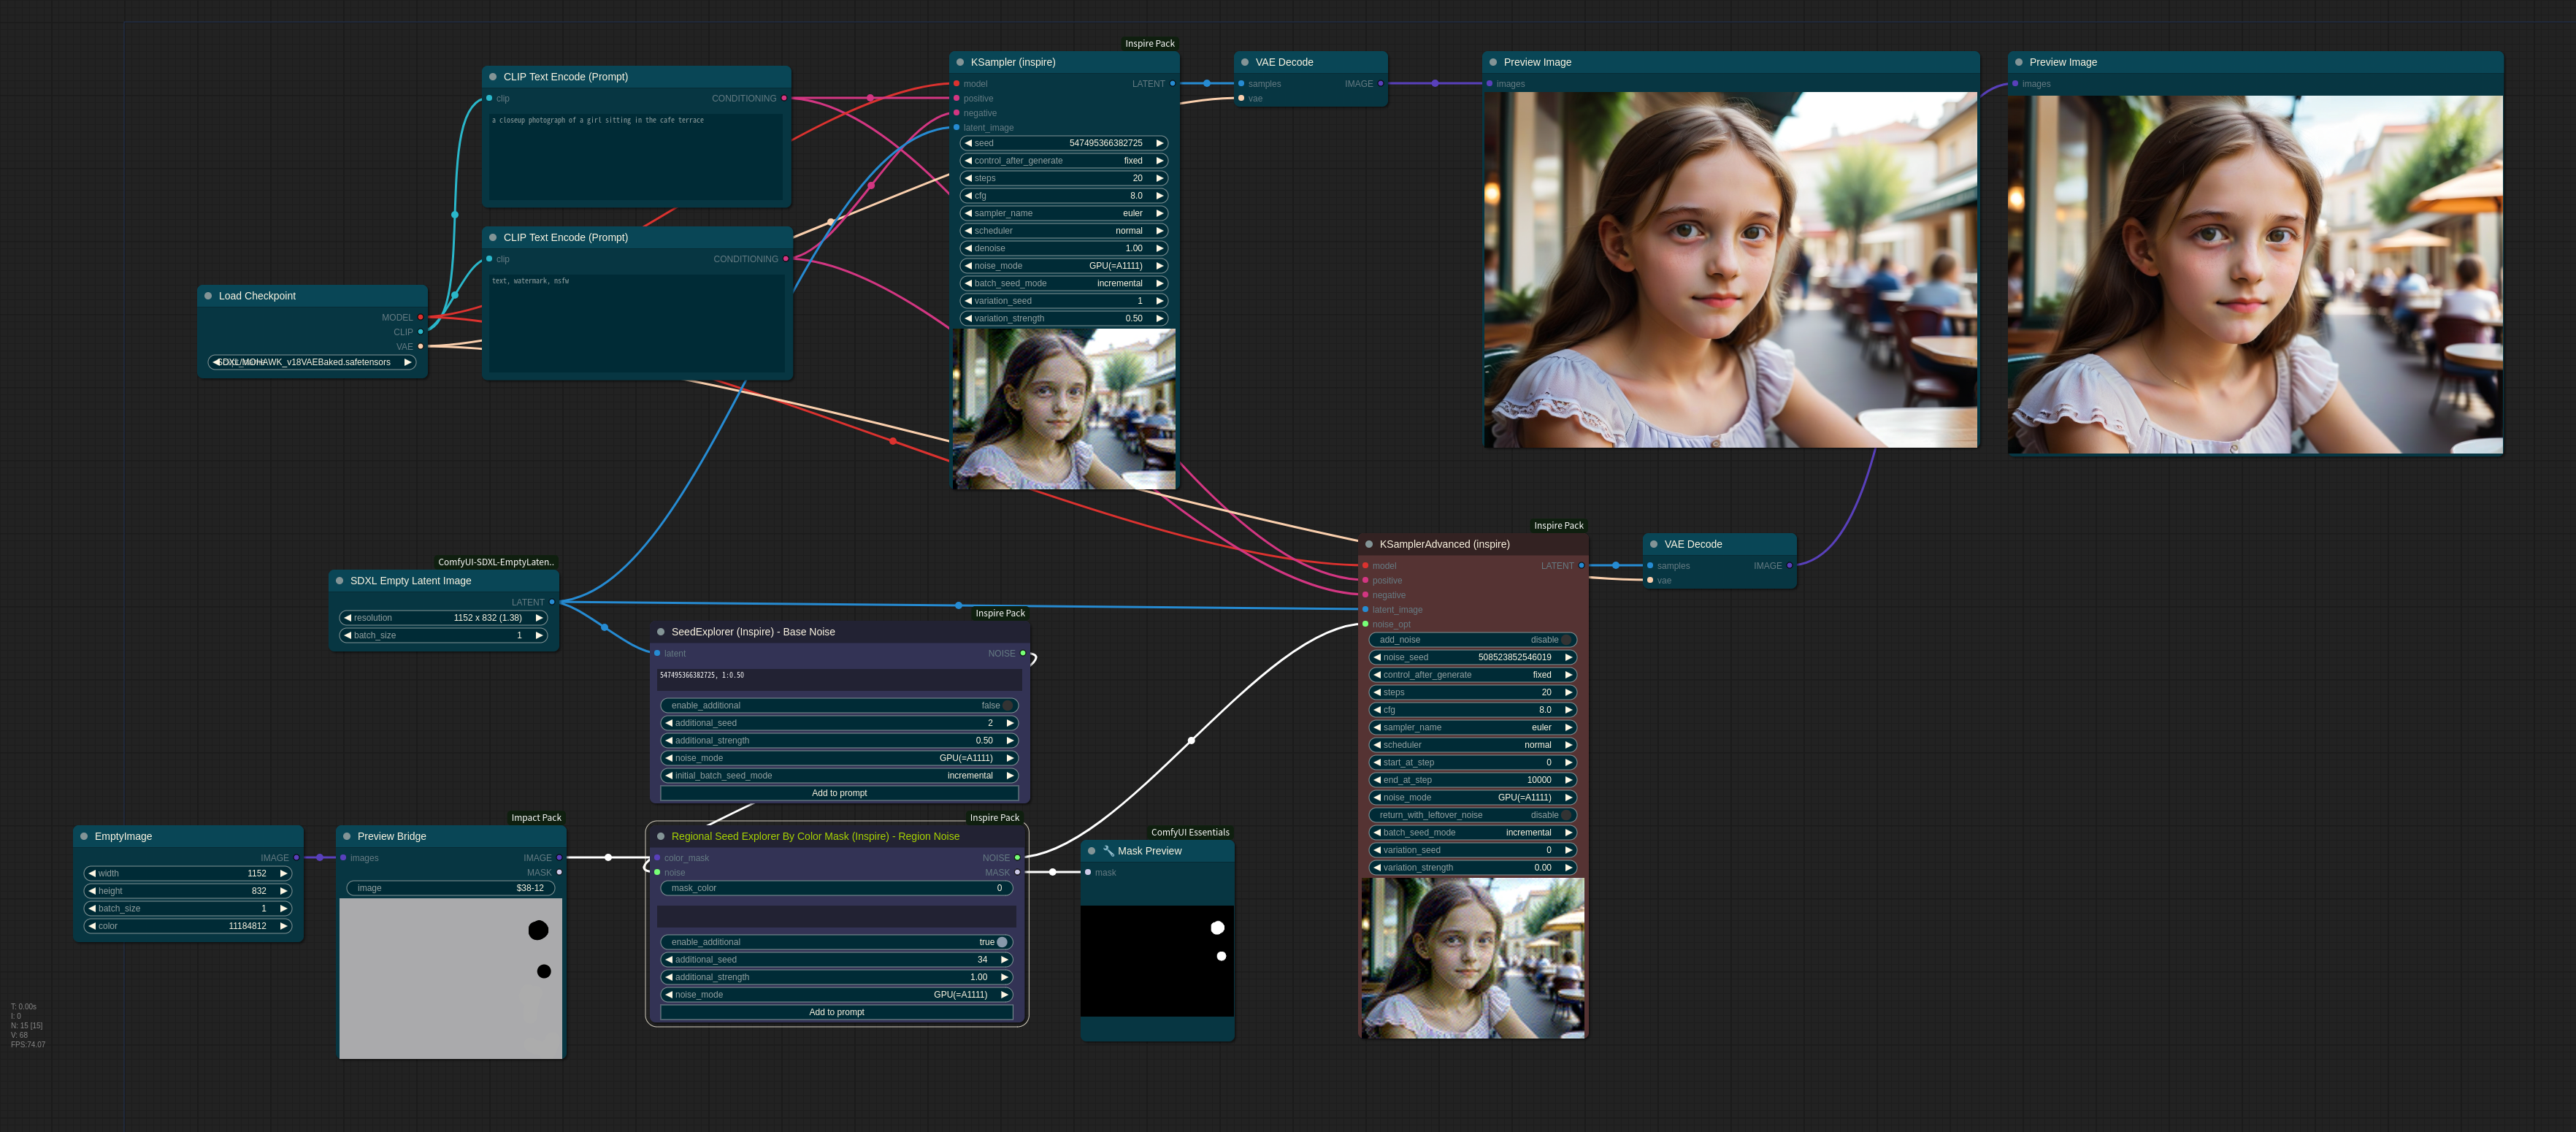 CLIP Text Encode (Prompt)
clip
CONDITIONING
a closeup photograph of a girl sitting in the cafe terrace
CLIP Text Encode (Prompt)
clip
CONDITIONING
text, watermark, nsfw
Load Checkpoint
MODEL
CLIP
VAE
SDXL/MOHAWK_v18VAEBaked.safetensors
Inspire Pack
KSampler (inspire)
model
LATENT
positive
negative
latent_image
seed 547495366382725
control_after_generate fixed
steps 20
cfg 8.0
sampler_name euler
scheduler normal
denoise 1.00
noise_mode GPU(=A1111)
batch_seed_mode incremental
variation_seed 1
variation_strength 0.50
VAE Decode
samples IMAGE
vae
Preview Image
images
Preview Image
images
ComfyUI-SDXL-EmptyLaten..
SDXL Empty Latent Image
LATENT
resolution 1152 x 832 (1.38)
batch_size 1
Inspire Pack
SeedExplorer (Inspire) - Base Noise
latent NOISE
547495366382725, 1:0.50
enable_additional false
additional_seed 2
additional_strength 0.50
noise_mode GPU(=A1111)
initial_batch_seed_mode incremental
Add to prompt
Inspire Pack
KSamplerAdvanced (inspire)
model LATENT
positive
negative
latent_image
noise_opt
add_noise disable
noise_seed 508523852546019
control_after_generate fixed
steps 20
cfg 8.0
sampler_name euler
scheduler normal
start_at_step 0
end_at_step 10000
noise_mode GPU(=A1111)
return_with_leftover_noise disable
batch_seed_mode incremental
variation_seed 0
variation_strength 0.00
VAE Decode
samples IMAGE
vae
EmptyImage
IMAGE
width 1152
height 832
batch_size 1
color 11184812
Impact Pack
Preview Bridge
images IMAGE
MASK
image $38-12
Inspire Pack
Regional Seed Explorer By Color Mask (Inspire) - Region Noise
color_mask NOISE
noise MASK
mask_color 0
enable_additional true
additional_seed 34
additional_strength 1.00
noise_mode GPU(=A1111)
Add to prompt
ComfyUI Essentials
🔧 Mask Preview
mask
T: 0.00s
I: 0
N: 15 [15]
V: 68
FPS:74.07